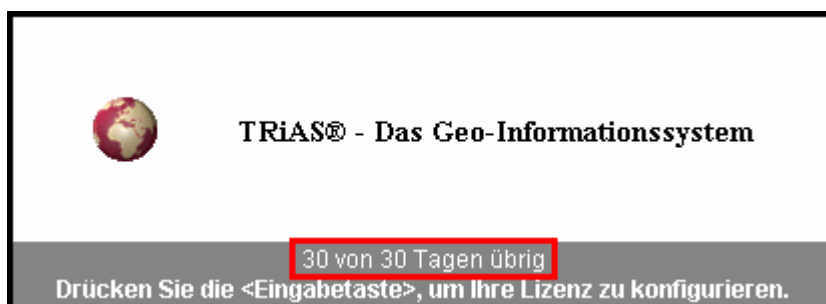 TRiAS® - Das Geo-Informationssystem
30 von 30 Tagen übrig
Drücken Sie die <Eingabetaste>, um Ihre Lizenz zu konfigurieren.